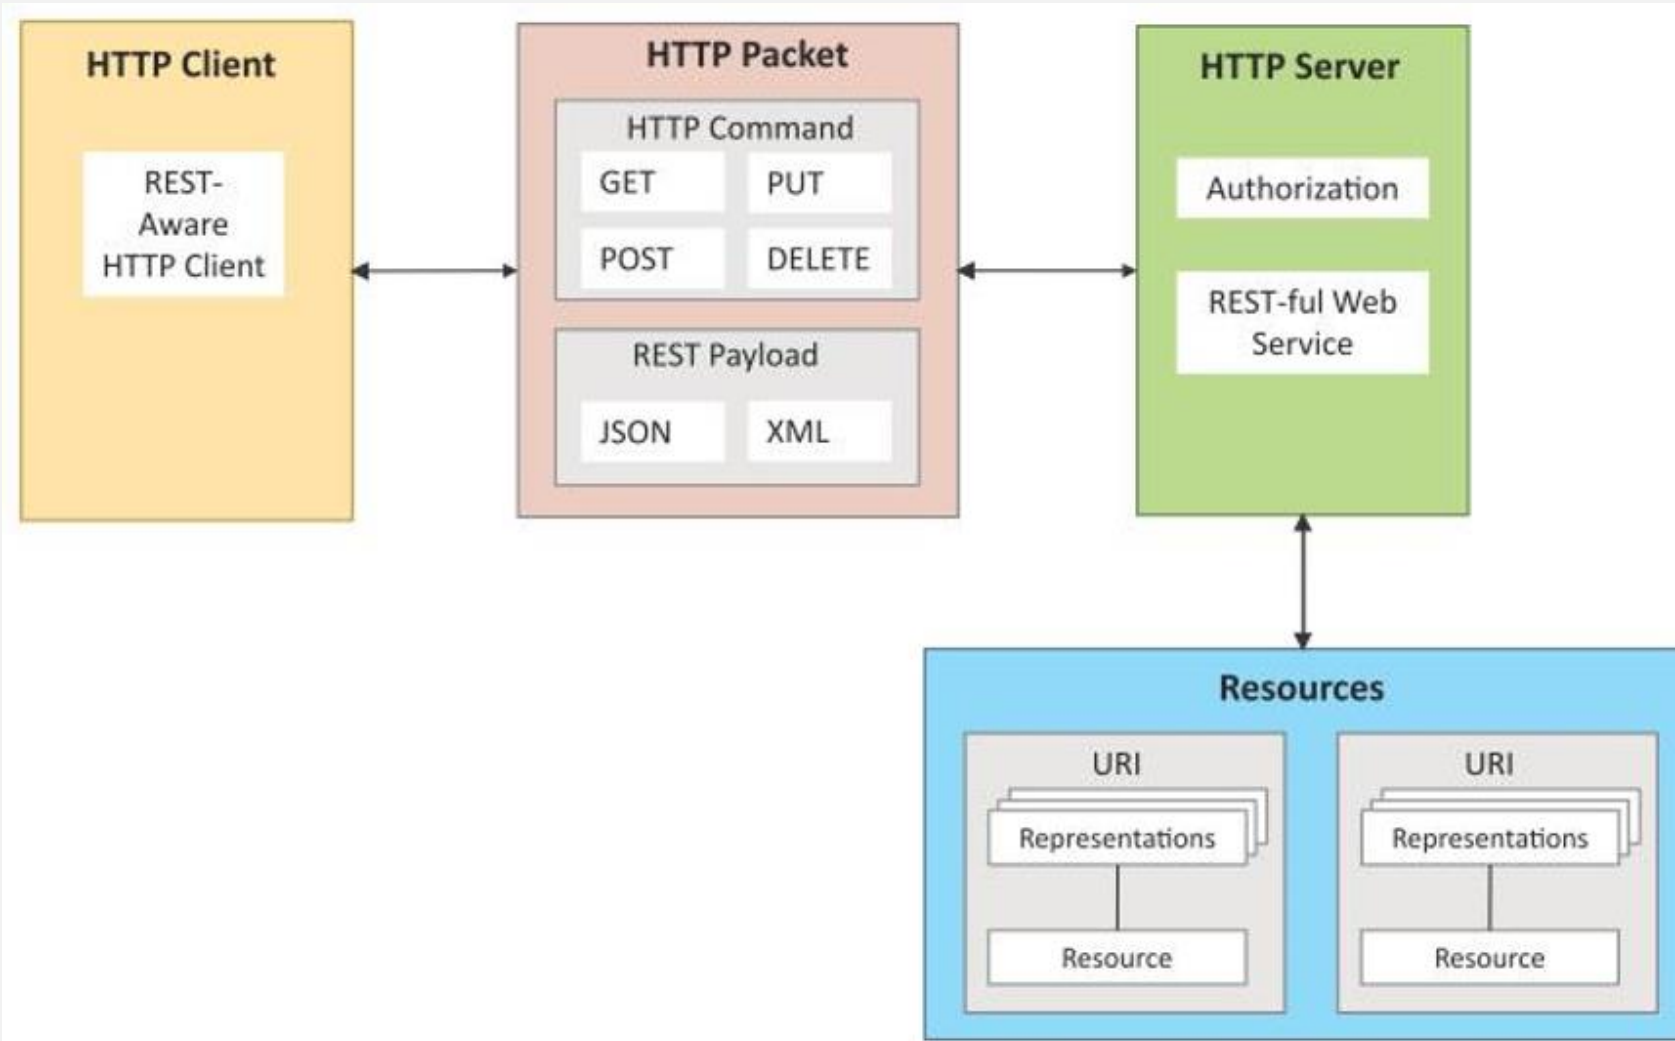 HTTP Client
REST-
Aware
HTTP Client
HTTP Packet
HTTP Command
GET
PUT
POST
DELETE
REST Payload
JSON
XML
HTTP Server
Authorization
REST-ful Web
Service
Resources
URI
Representations
Resource
URI
Representations
Resource